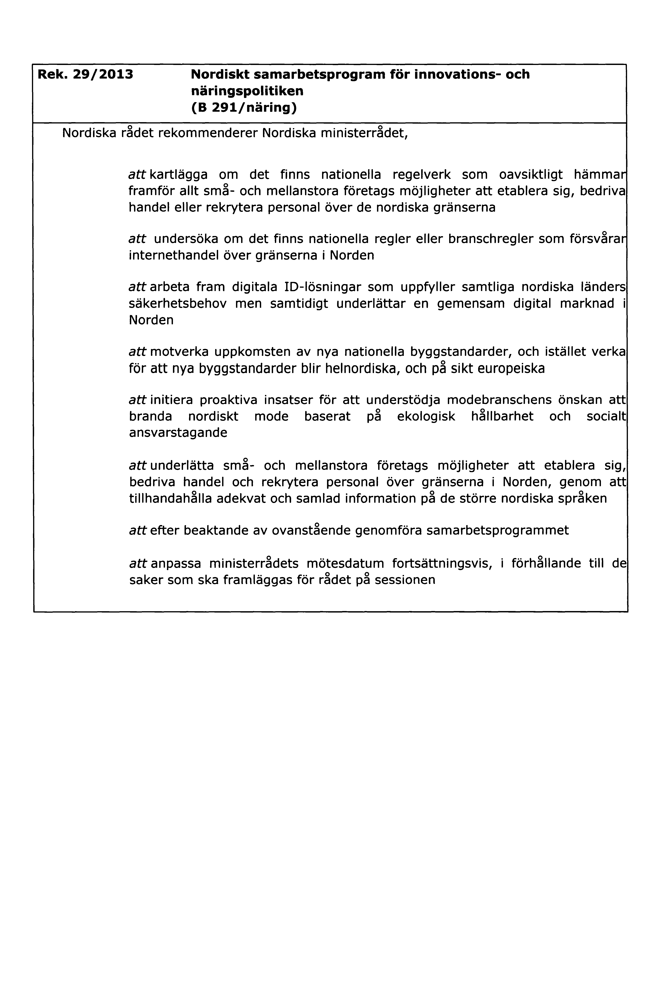 Rek. 29/2013 Nordiskt samarbetsprogram för innovations- och
näringspolitiken
(B 291/näring)
Nordiska rådet rekommenderer Nordiska ministerrådet,
att kartlägga om det finns nationella regelverk som oavsiktligt hämmar
framför allt små- och mellanstora företags möjligheter att etablera sig, bedriva
handel eller rekrytera personal över de nordiska gränserna
att undersöka om det finns nationella regler eller branschregler som försvårar
internethandel över gränserna i Norden
att arbeta fram digitala ID-lösningar som uppfyller samtliga nordiska länders
säkerhetsbehov men samtidigt underlättar en gemensam digital marknad i
Norden
att motverka uppkomsten av nya nationella byggstandarder, och istället verka
för att nya byggstandarder blir helnordiska, och på sikt europeiska
att initiera proaktiva insatser för att understödja modebranschens önskan att
branda nordiskt mode baserat på ekologisk hållbarhet och socialt
ansvarstagande
att underlätta små- och mellanstora företags möjligheter att etablera sig,
bedriva handel och rekrytera personal över gränserna i Norden, genom att
tillhandahålla adekvat och samlad information på de större nordiska språken
att efter beaktande av ovanstående genomföra samarbetsprogrammet
att anpassa ministerrådets mötesdatum fortsättningsvis, i förhållande till de
saker som ska framläggas för rådet på sessionen